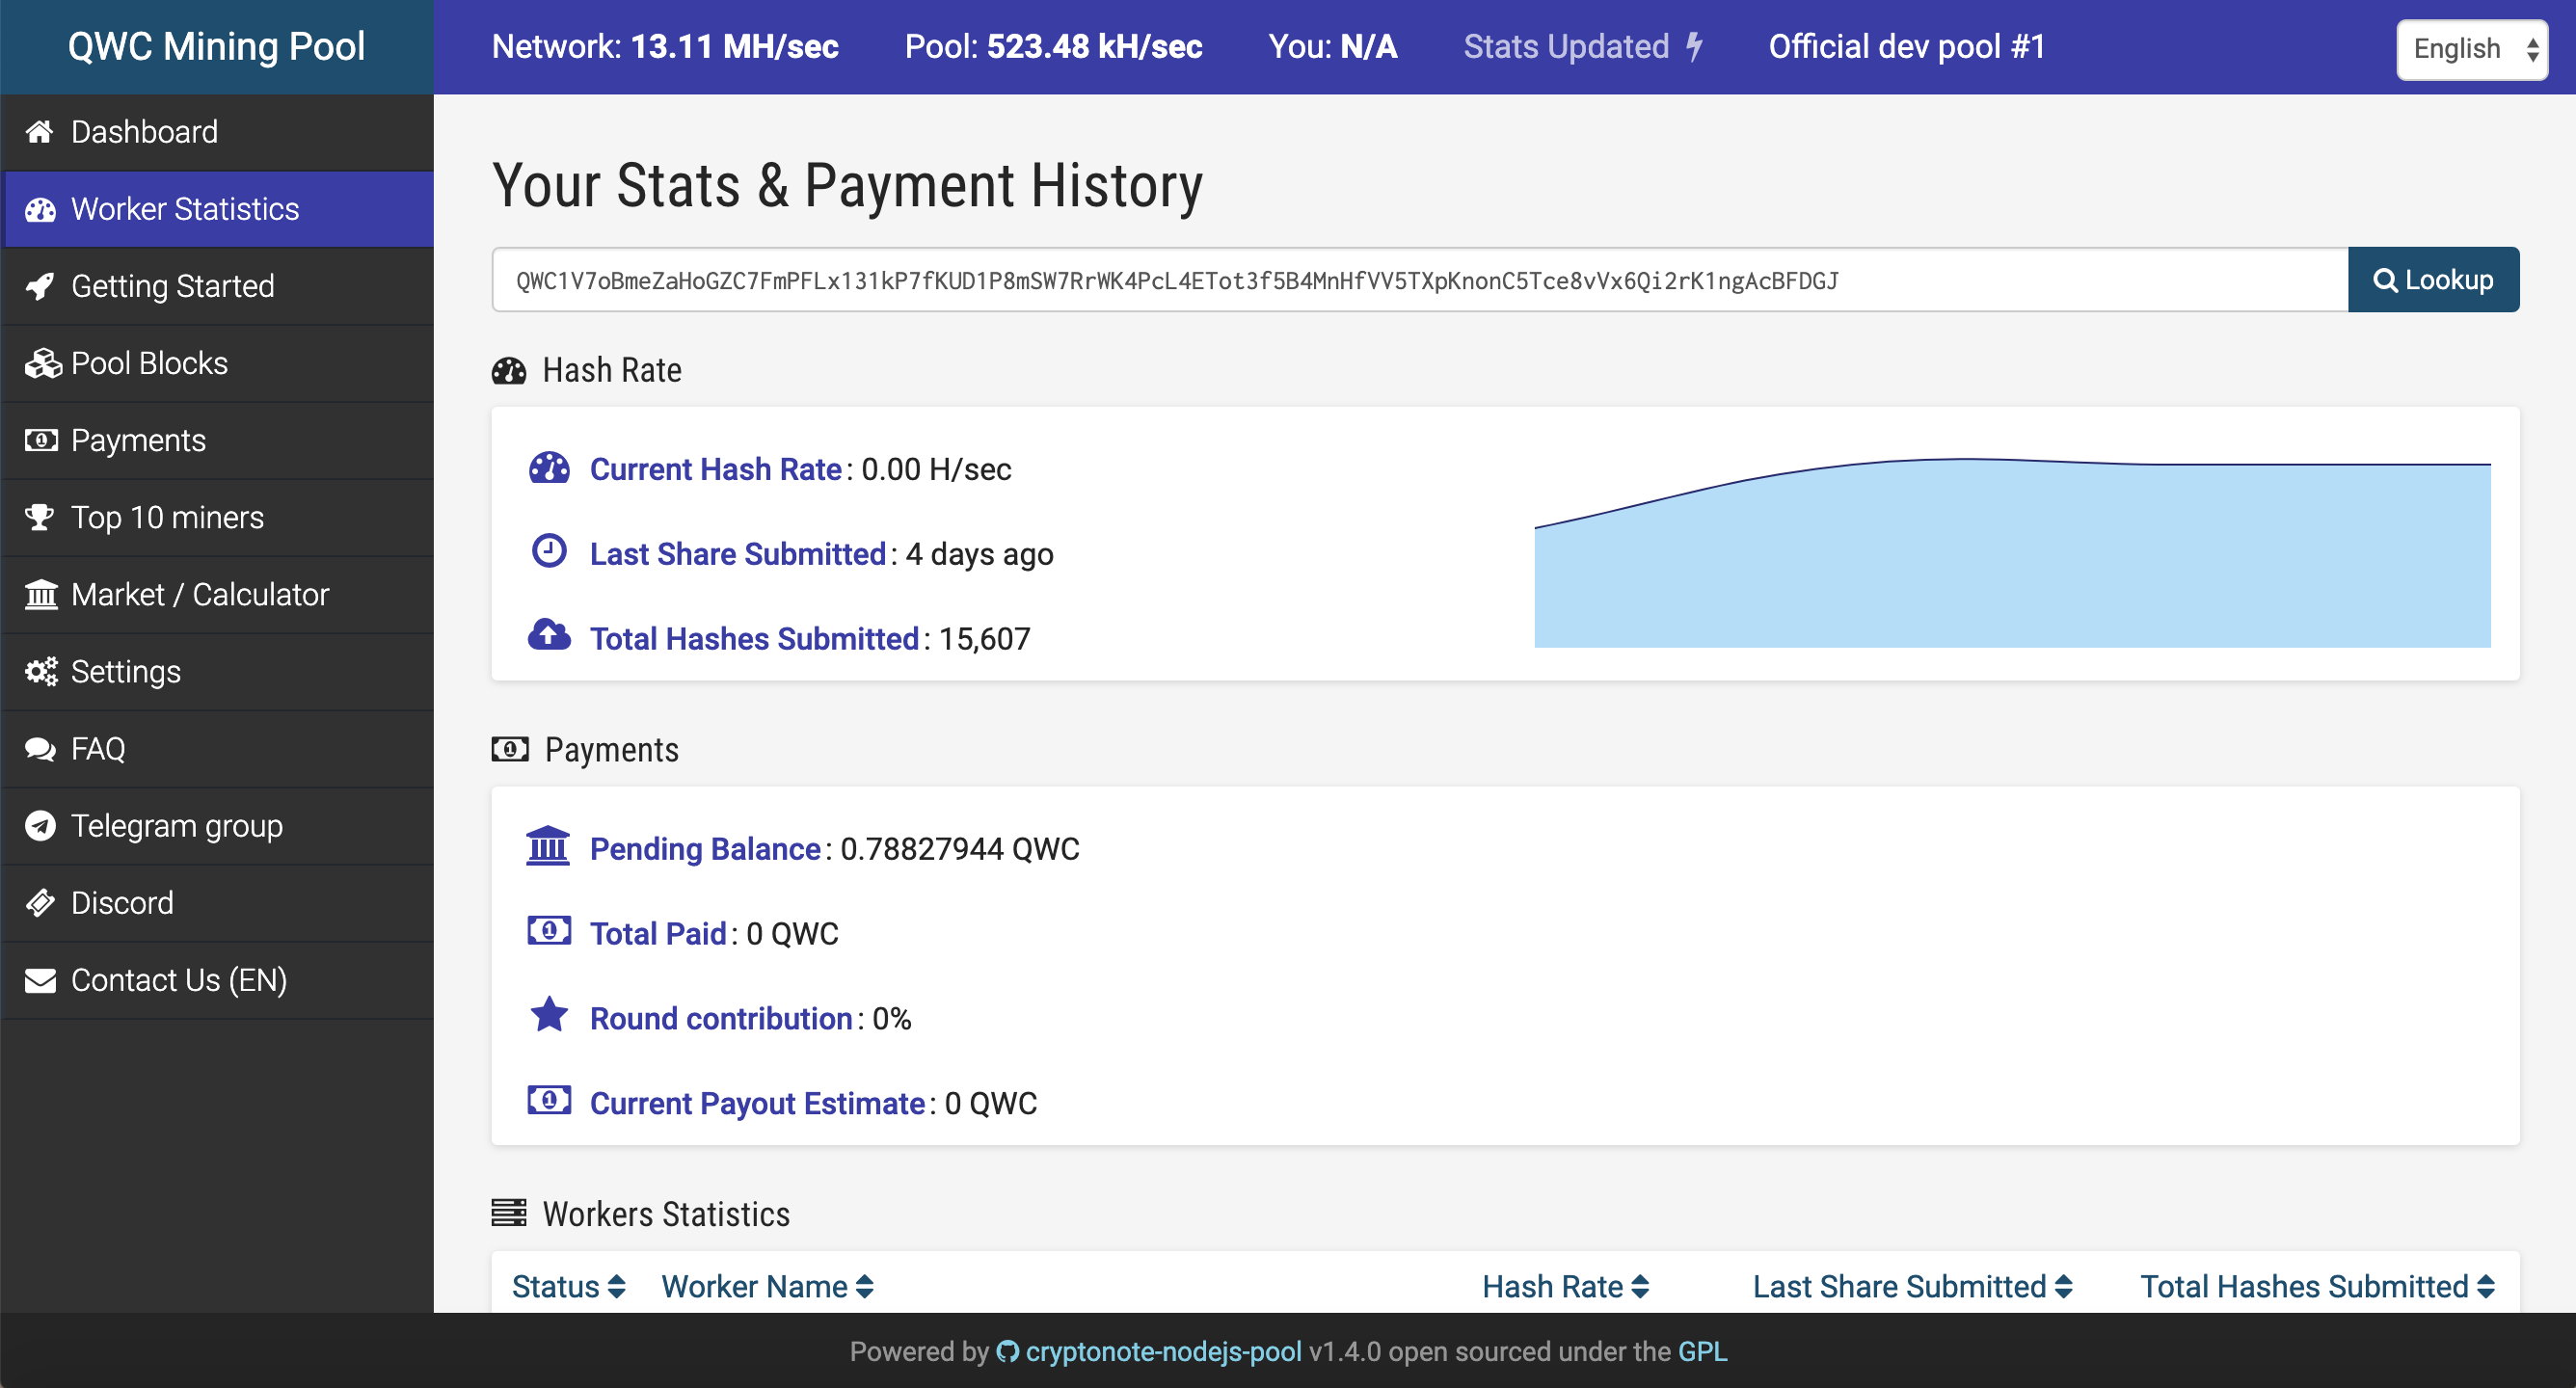 QWC Mining Pool
Network: 13.11 MH/sec Pool: 523.48 kH/sec You: N/A Stats Updated Official dev pool #1 English
Dashboard
Worker Statistics
Getting Started
Pool Blocks
Payments
Top 10 miners
Market / Calculator
Settings
FAQ
Telegram group
Discord
Contact Us (EN)
Your Stats & Payment History
QWC1V7oBmeZaHoGZC7FmPFLx131kP7fKUD1P8mSW7RrWK4PcL4ETot3f5B4MnHfVV5TXpKnonC5Tce8vVx6Qi2rK1ngAcBFDGJ Lookup
Hash Rate
Current Hash Rate: 0.00 H/sec
Last Share Submitted: 4 days ago
Total Hashes Submitted: 15,607
Payments
Pending Balance: 0.78827944 QWC
Total Paid: 0 QWC
Round contribution: 0%
Current Payout Estimate: 0 QWC
Workers Statistics
Status Worker Name Hash Rate Last Share Submitted Total Hashes Submitted
Powered by cryptonote-nodejs-pool v1.4.0 open sourced under the GPL